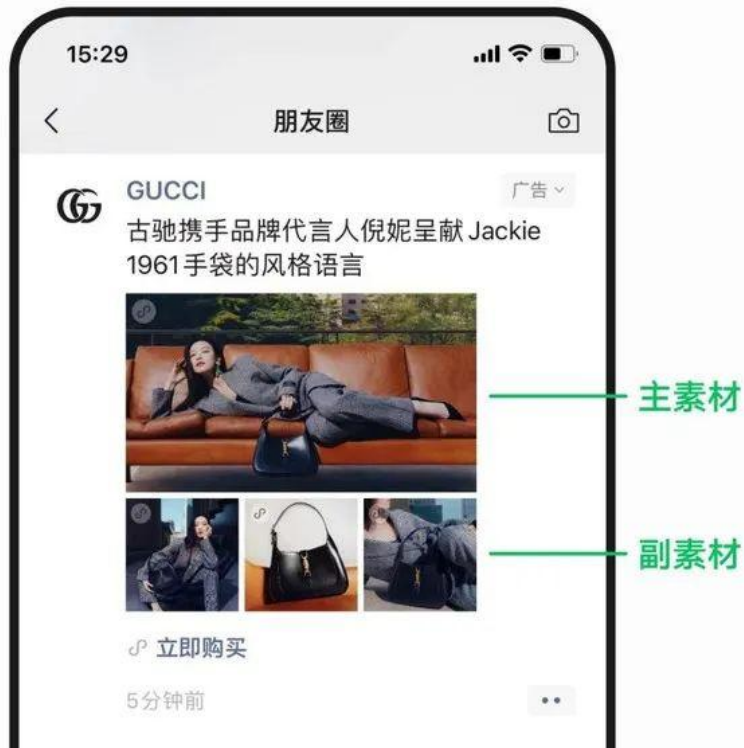 15:29
朋友圈
GUCCI
广告
古驰携手品牌代言人倪妮呈献 Jackie
1961 手袋的风格语言
主素材
副素材
立即购买
5分钟前